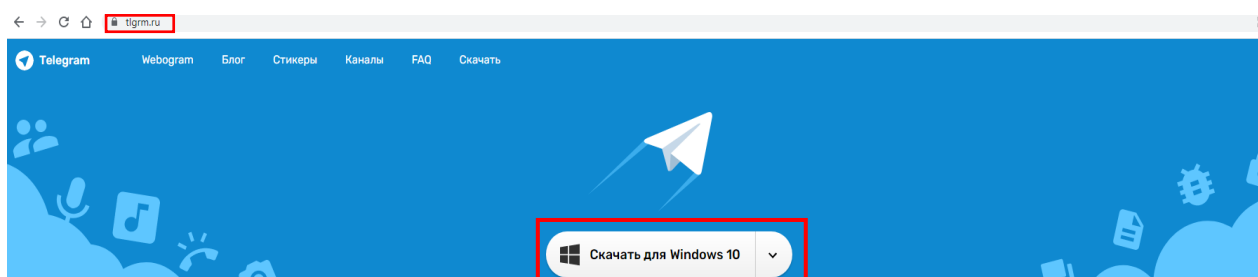 tlgrm.ru
Telegram Webogram Блог Стикеры Каналы FAQ Скачать
Скачать для Windows 10